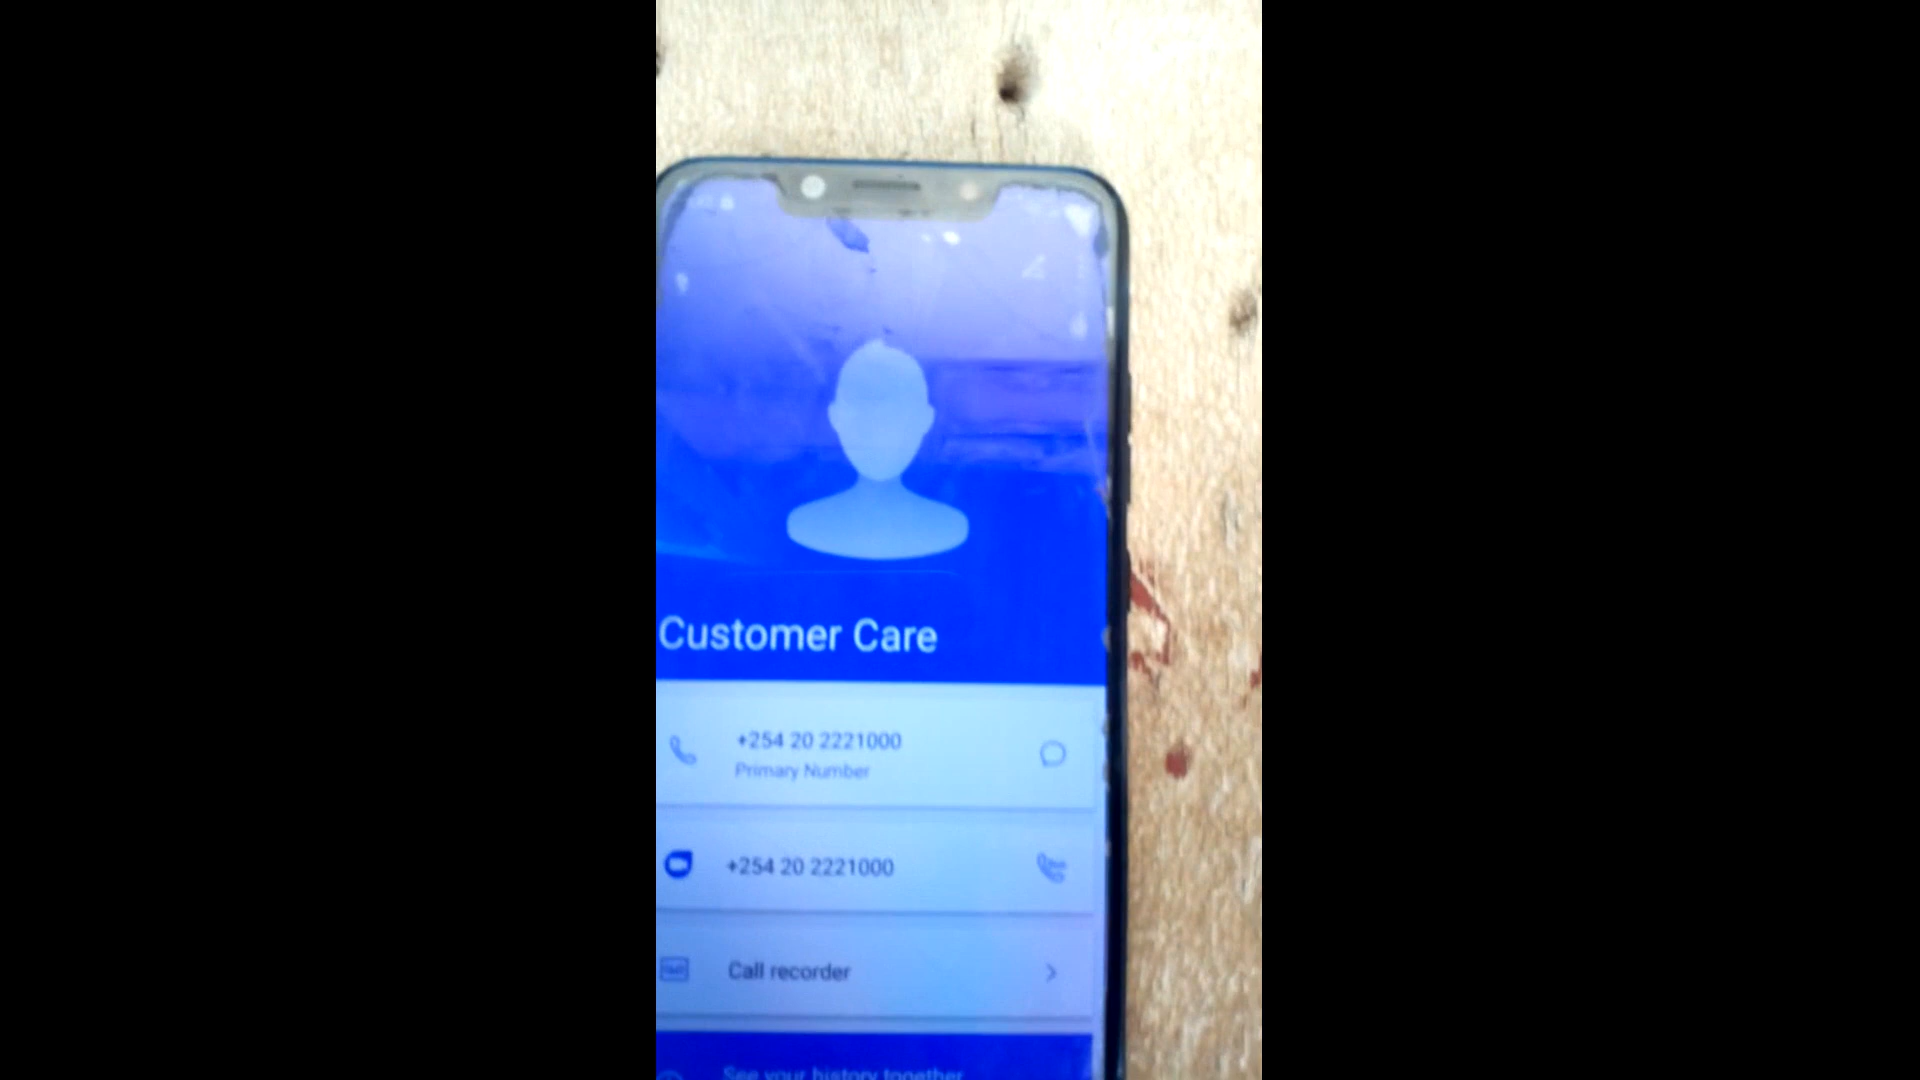 Customer Care
+254 20 2221000
Primary Number
+254 20 2221000
Call recorder
See your history together